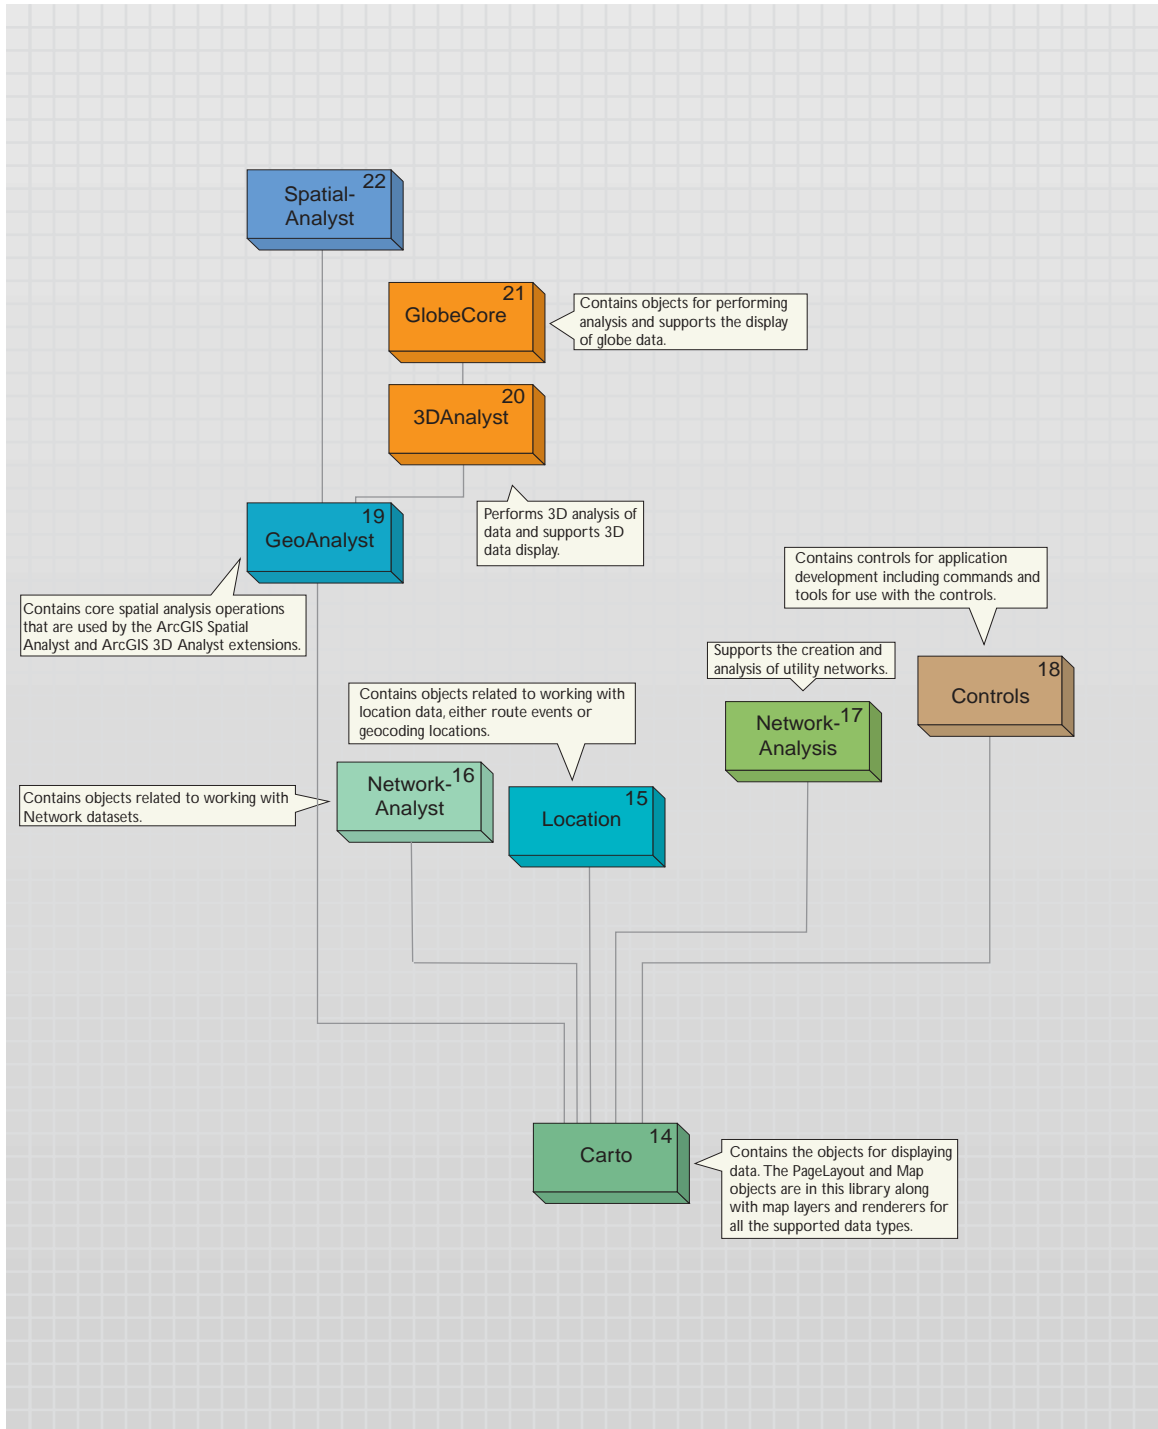 22
Spatial-
Analyst
21
GlobeCore
Contains objects for performing
analysis and supports the display
of globe data.
20
3DAnalyst
Performs 3D analysis of
data and supports 3D
data display.
19
GeoAnalyst
Contains core spatial analysis operations
that are used by the ArcGIS Spatial
Analyst and ArcGIS 3D Analyst extensions.
Contains controls for application
development including commands and
tools for use with the controls.
18
Controls
Supports the creation and
analysis of utility networks.
17
Network-
Analysis
Contains objects related to working with
location data, either route events or
geocoding locations.
15
Location
16
Network-
Analyst
Contains objects related to working with
Network datasets.
14
Carto
Contains the objects for displaying
data. The PageLayout and Map
objects are in this library along
with map layers and renderers for
all the supported data types.